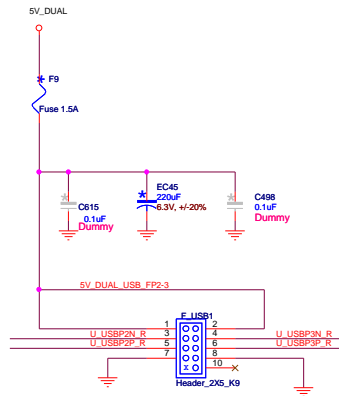 5V_DUAL
* F9
Fuse 1.5A
* C615
0.1uF
Dummy
* EC45
220uF
6.3V, +/-20%
* C498
0.1uF
Dummy
5V_DUAL_USB_FP2-3
F_USB1
1 2
U_USBP2N_R 3 4 U_USBP3N_R
U_USBP2P_R 5 6 U_USBP3P_R
7 8
x 10
Header_2X5_K9